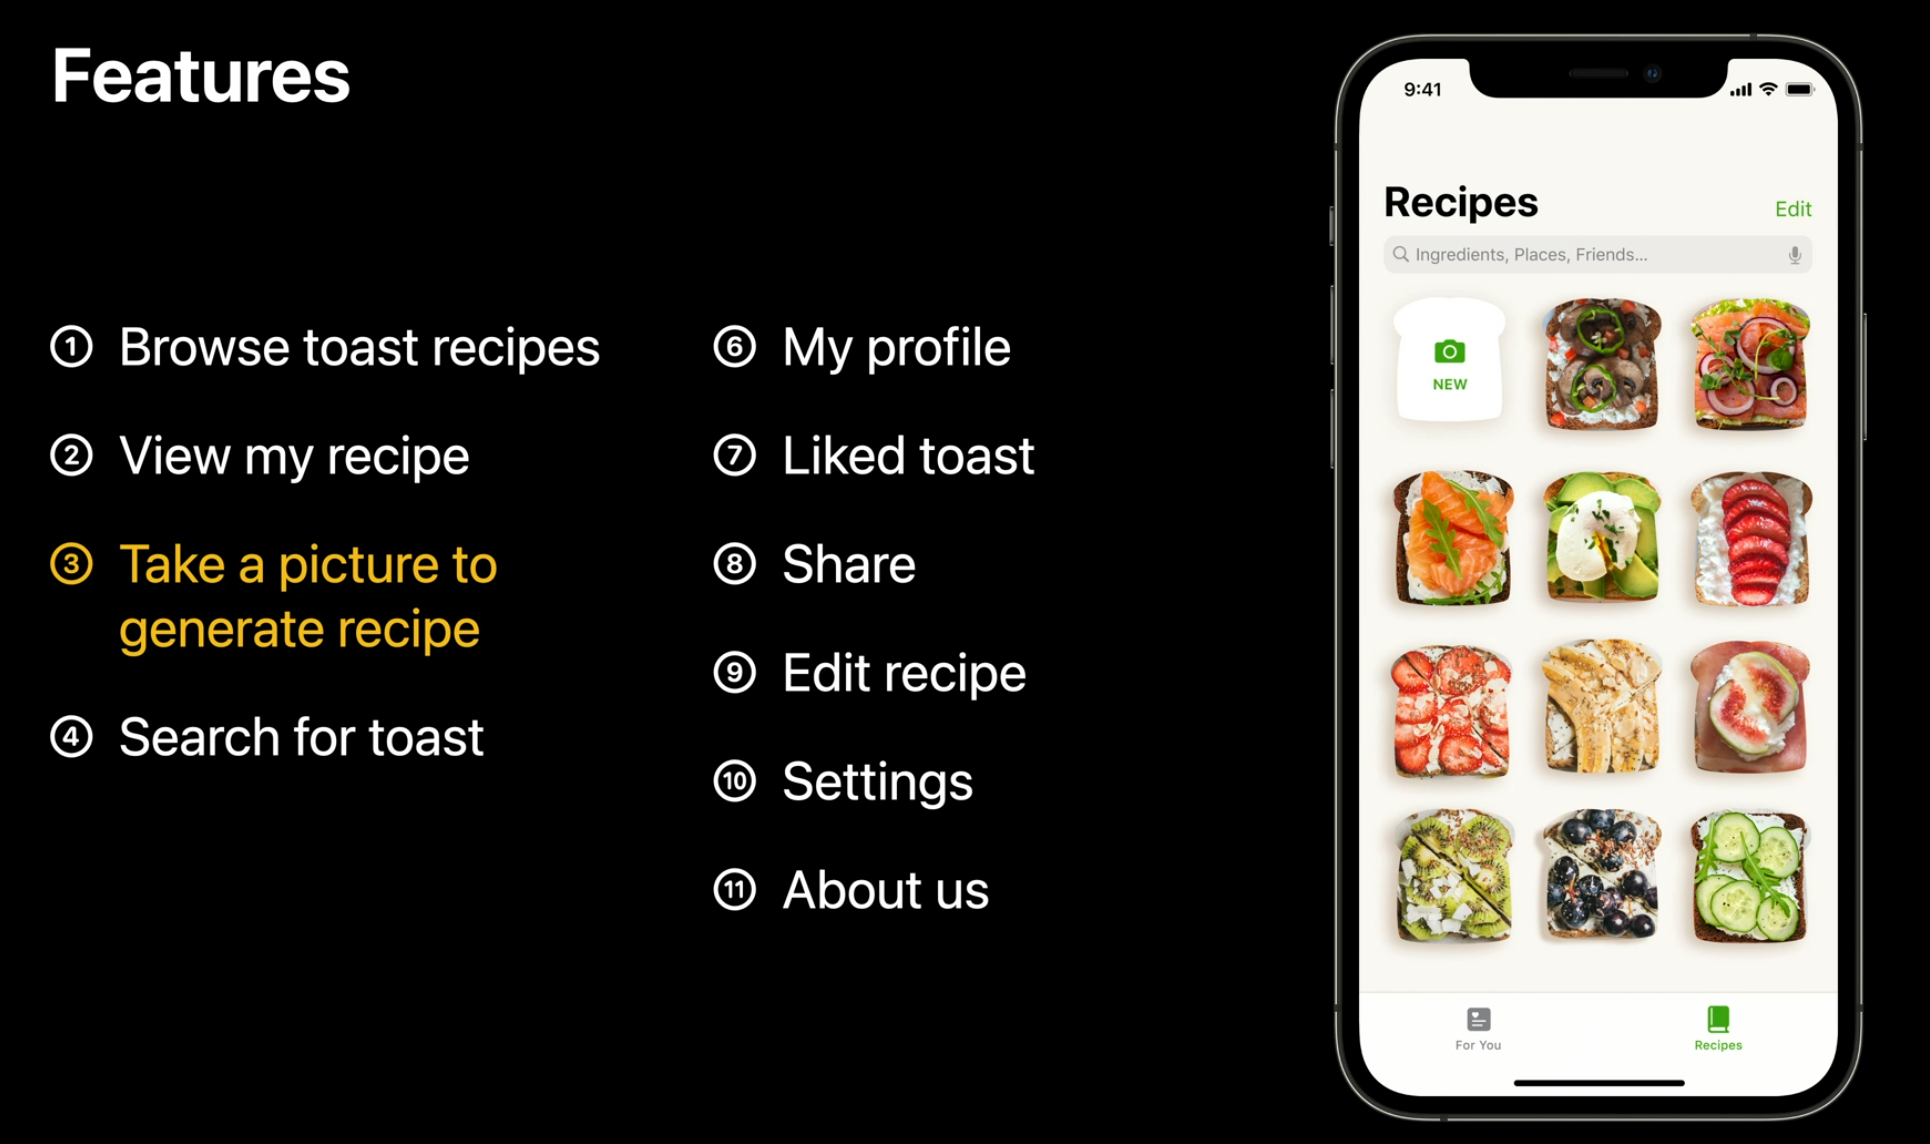 Features
① Browse toast recipes
② View my recipe
③ Take a picture to
generate recipe
④ Search for toast
⑥ My profile
⑦ Liked toast
⑧ Share
⑨ Edit recipe
⑩ Settings
⑪ About us
9:41
Recipes
Edit
Ingredients, Places, Friends...
NEW
For You
Recipes